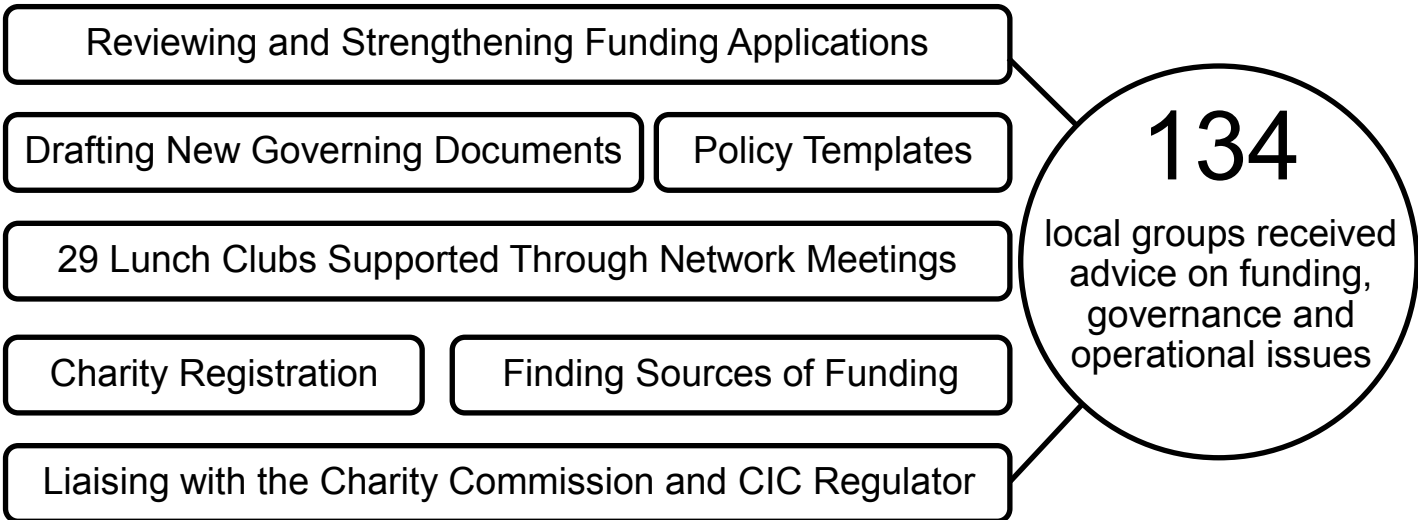 Reviewing and Strengthening Funding Applications
Drafting New Governing Documents
Policy Templates
29 Lunch Clubs Supported Through Network Meetings
Charity Registration
Finding Sources of Funding
Liaising with the Charity Commission and CIC Regulator
134
local groups received
advice on funding,
governance and
operational issues